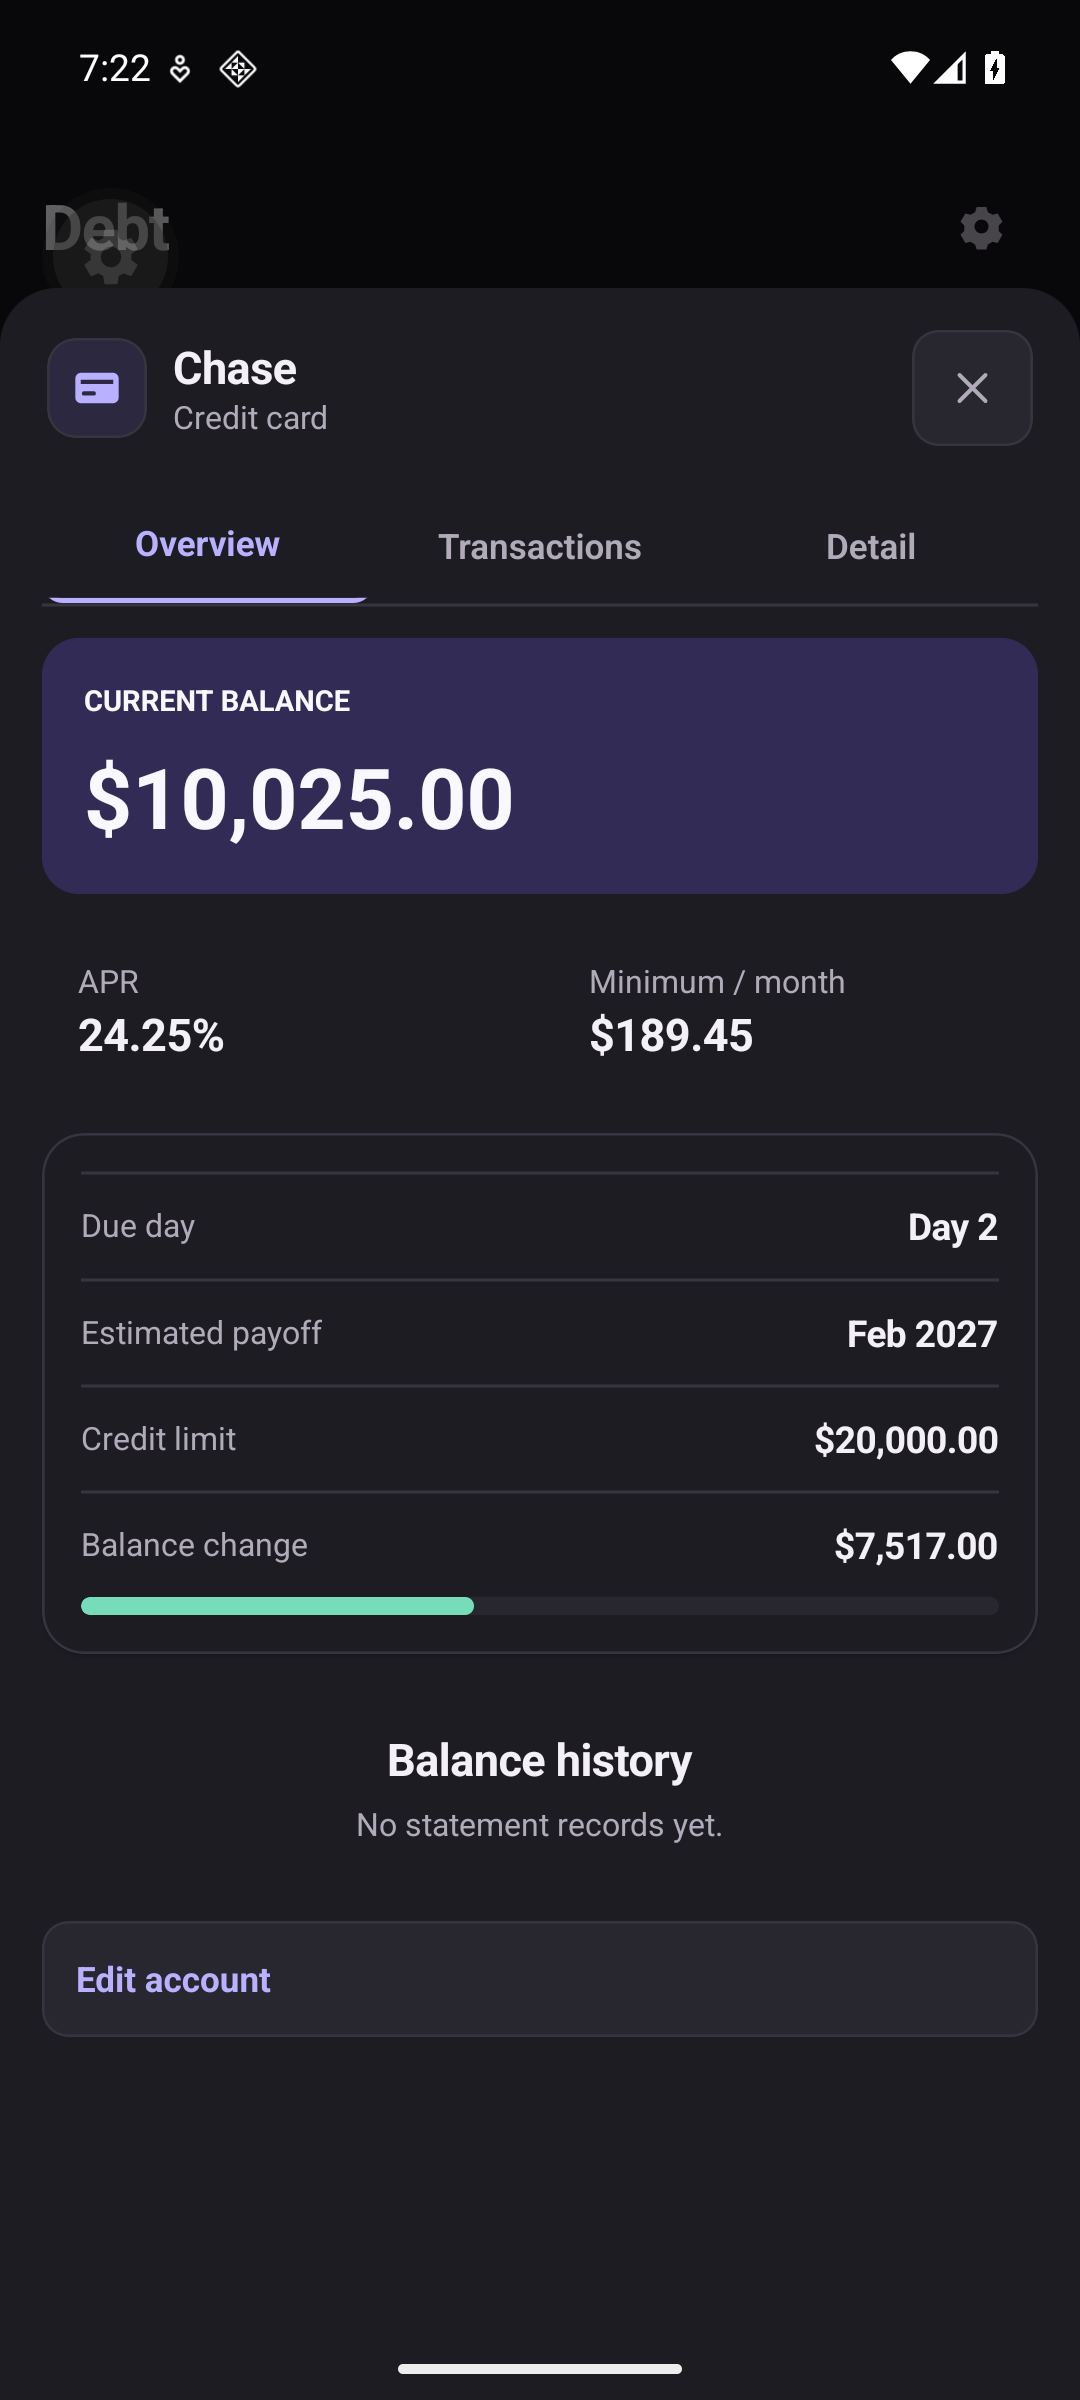 7:22
Debt
Chase
Credit card
Overview
Transactions
Detail
CURRENT BALANCE
$10,025.00
APR
Minimum / month
24.25%
$189.45
Due day
Day 2
Estimated payoff
Feb 2027
Credit limit
$20,000.00
Balance change
$7,517.00
Balance history
No statement records yet.
Edit account